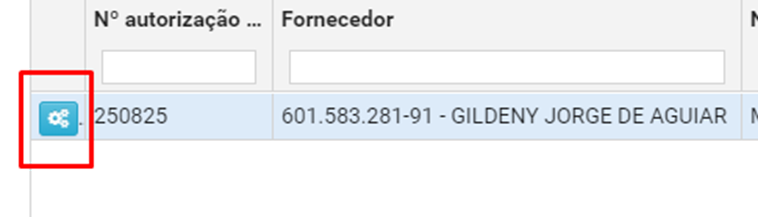 Nº autorização ... Fornecedor
250825 601.583.281-91 - GILDENY JORGE DE AGUIAR